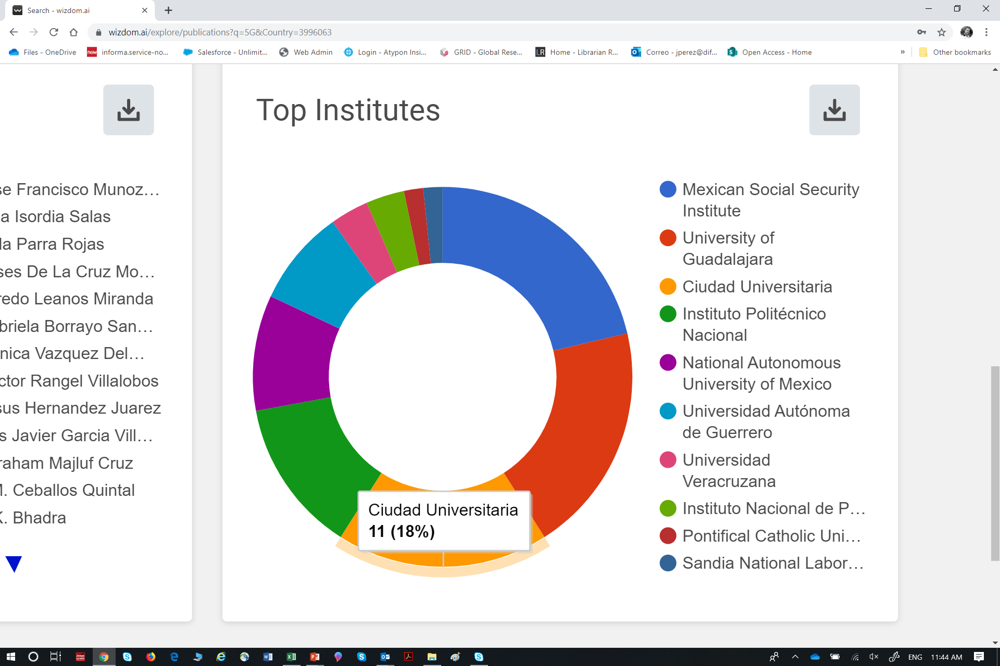 Search - wizdom.ai
wizdom.ai/explore/publications?q=5G&Country=3996063
Files - OneDrive
informa.service-no...
Salesforce - Unlimit...
Web Admin
Login - Atypon Insi...
GRID - Global Rese...
LR
Home - Librarian R...
Correo - jperez@dif...
Open Access - Home
»
Other bookmarks
Top Institutes
se Francisco Munoz…
a Isordia Salas
la Parra Rojas
ses De La Cruz Mo…
redo Leanos Miranda
briela Borrayo San…
nica Vazquez Del…
ctor Rangel Villalobos
sus Hernandez Juarez
s Javier Garcia Vill…
raham Majluf Cruz
M. Ceballos Quintal
K. Bhadra
Mexican Social Security
Institute
University of
Guadalajara
Ciudad Universitaria
Instituto Politécnico
Nacional
National Autonomous
University of Mexico
Universidad Autónoma
de Guerrero
Universidad
Veracruzana
Instituto Nacional de P…
Pontifical Catholic Uni…
Sandia National Labor…
Ciudad Universitaria
11 (18%)
ENG
11:44 AM